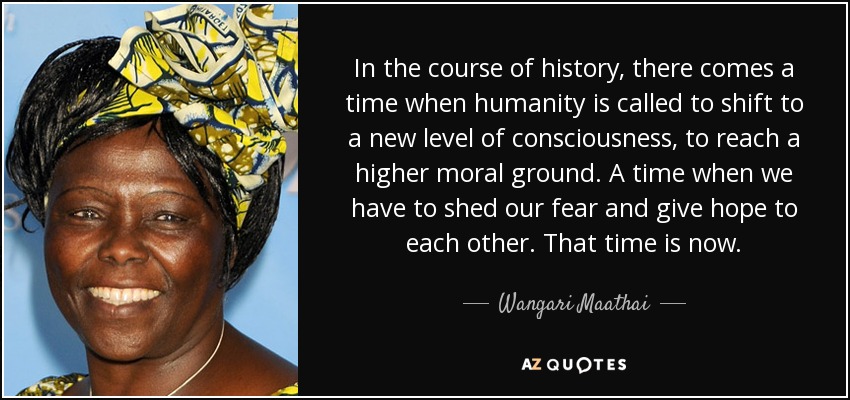 In the course of history, there comes a
time when humanity is called to shift to
a new level of consciousness, to reach a
higher moral ground. A time when we
have to shed our fear and give hope to
each other. That time is now.
Wangari Maathai
AZ QUOTES